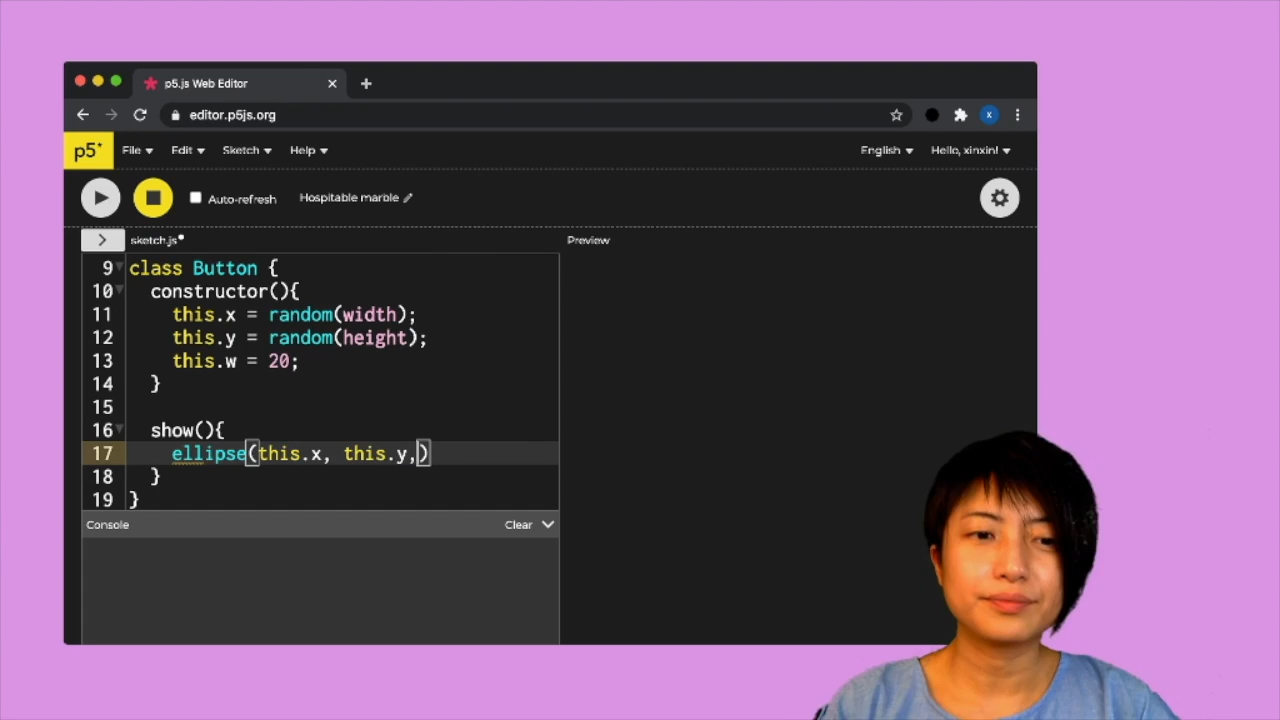 p5.js Web Editor
editor.p5js.org
x
p5* File Edit Sketch Help English Hello, xinxin!
Auto-refresh Hospitable marble
sketch.js Preview
9 class Button {
10 constructor(){
11 this.x = random(width);
12 this.y = random(height);
13 this.w = 20;
14 }
15
16 show(){
17 ellipse(this.x, this.y,)
18 }
19 }
Console Clear